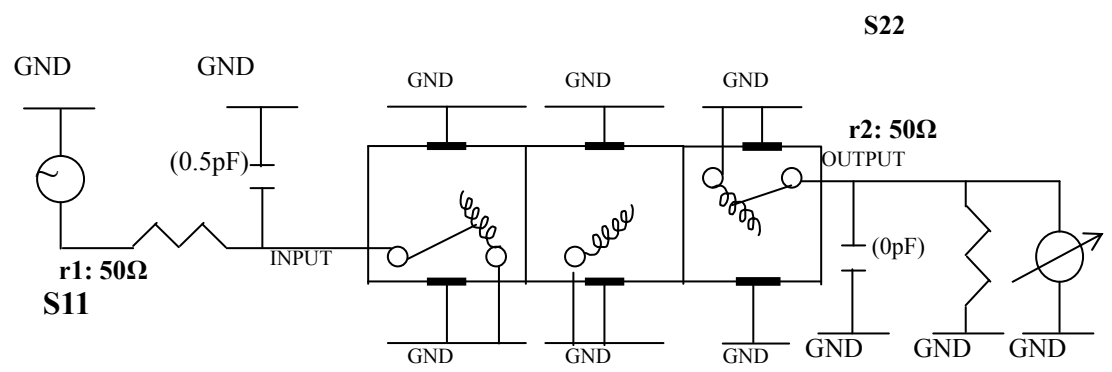 S22
GND
GND
GND
GND
GND
r2: 50Ω
(0.5pF)
OUTPUT
INPUT
(0pF)
r1: 50Ω
S11
GND
GND
GND
GND
GND
GND